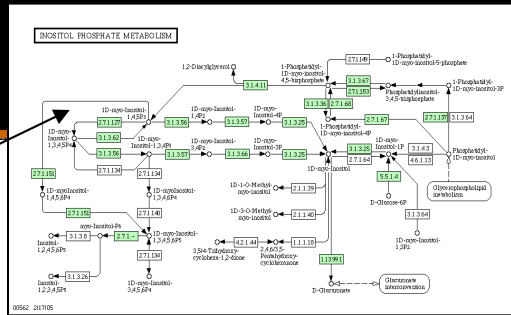 INOSITOL PHOSPHATE METABOLISM
2.7.1.149
1-Phosphatidyl-
1D-myo-inositol-5-phosphate
1,2-Diacylglycerol
1-Phosphatidyl-
1D-myo-inositol-
4,5-bisphosphate
3.1.3.67
2.7.1.153
Phosphatidylinositol-
3,4,5-trisphosphate
1-Phosphatidyl-
1D-myo-inositol-3P
3.1.4.11
3.1.3.36
2.7.1.68
2.7.1.67
2.7.1.137
3.1.3.64
1-Phosphatidyl-
1D-myo-inositol-4P
1D-myo-Inositol-
1,4,5P3
2.7.1.127
3.1.3.62
3.1.3.56
2.7.1.134
1D-myo-
Inositol-
1,3,4,5P4
3.1.3.56
1D-myo-Inositol-
1,4P2
3.1.3.57
1D-myo-
Inositol-4P
3.1.3.25
1D-myo-Inositol-1,3,4P3
3.1.3.57
1D-myo-Inositol-
3,4P2
3.1.3.66
1D-myo-
Inositol-3P
3.1.3.25
1D-myo-Inositol
3.1.3.25
2.7.1.64
1D-myo-
Inositol-1P
3.1.4.3
4.6.1.13
Phosphatidyl-
1D-myo-inositol
2.7.1.151
2.7.1.134
1D-myoInositol-
1,4,5,6P4
1D-myoInositol-
1,3,4,6P4
1D-1-O-Methyl-
myo-inositol
2.1.1.39
5.5.1.4
Glycerophospholipid
metabolism
D-Glucose-6P
2.7.1.151
2.7.1.140
1D-3-O-Methyl-
myo-inositol
2.1.1.40
3.1.3.64
myo-Inositol-P6
3.1.3.8
2.7.1.-
1D-myo-Inositol-
1,3,4,5,6P5
Inositol-
1,2,4,5,6P5
2.7.1.134
4.2.1.44
1.1.1.18
1D-myo-inositol-
1,3P2
3,5/4-Trihydroxy-
cyclohexa-1,2-dione
2,4,6/3,5-
Pentahydroxy-
cyclohexanone
3.1.3.26
Inositol-
1,2,3,5,6P5
1D-myo-Inositol-
3,4,5,6P4
1.13.99.1
D-Glucuronate
Glucuronate
interconversion
00562 2/17/05